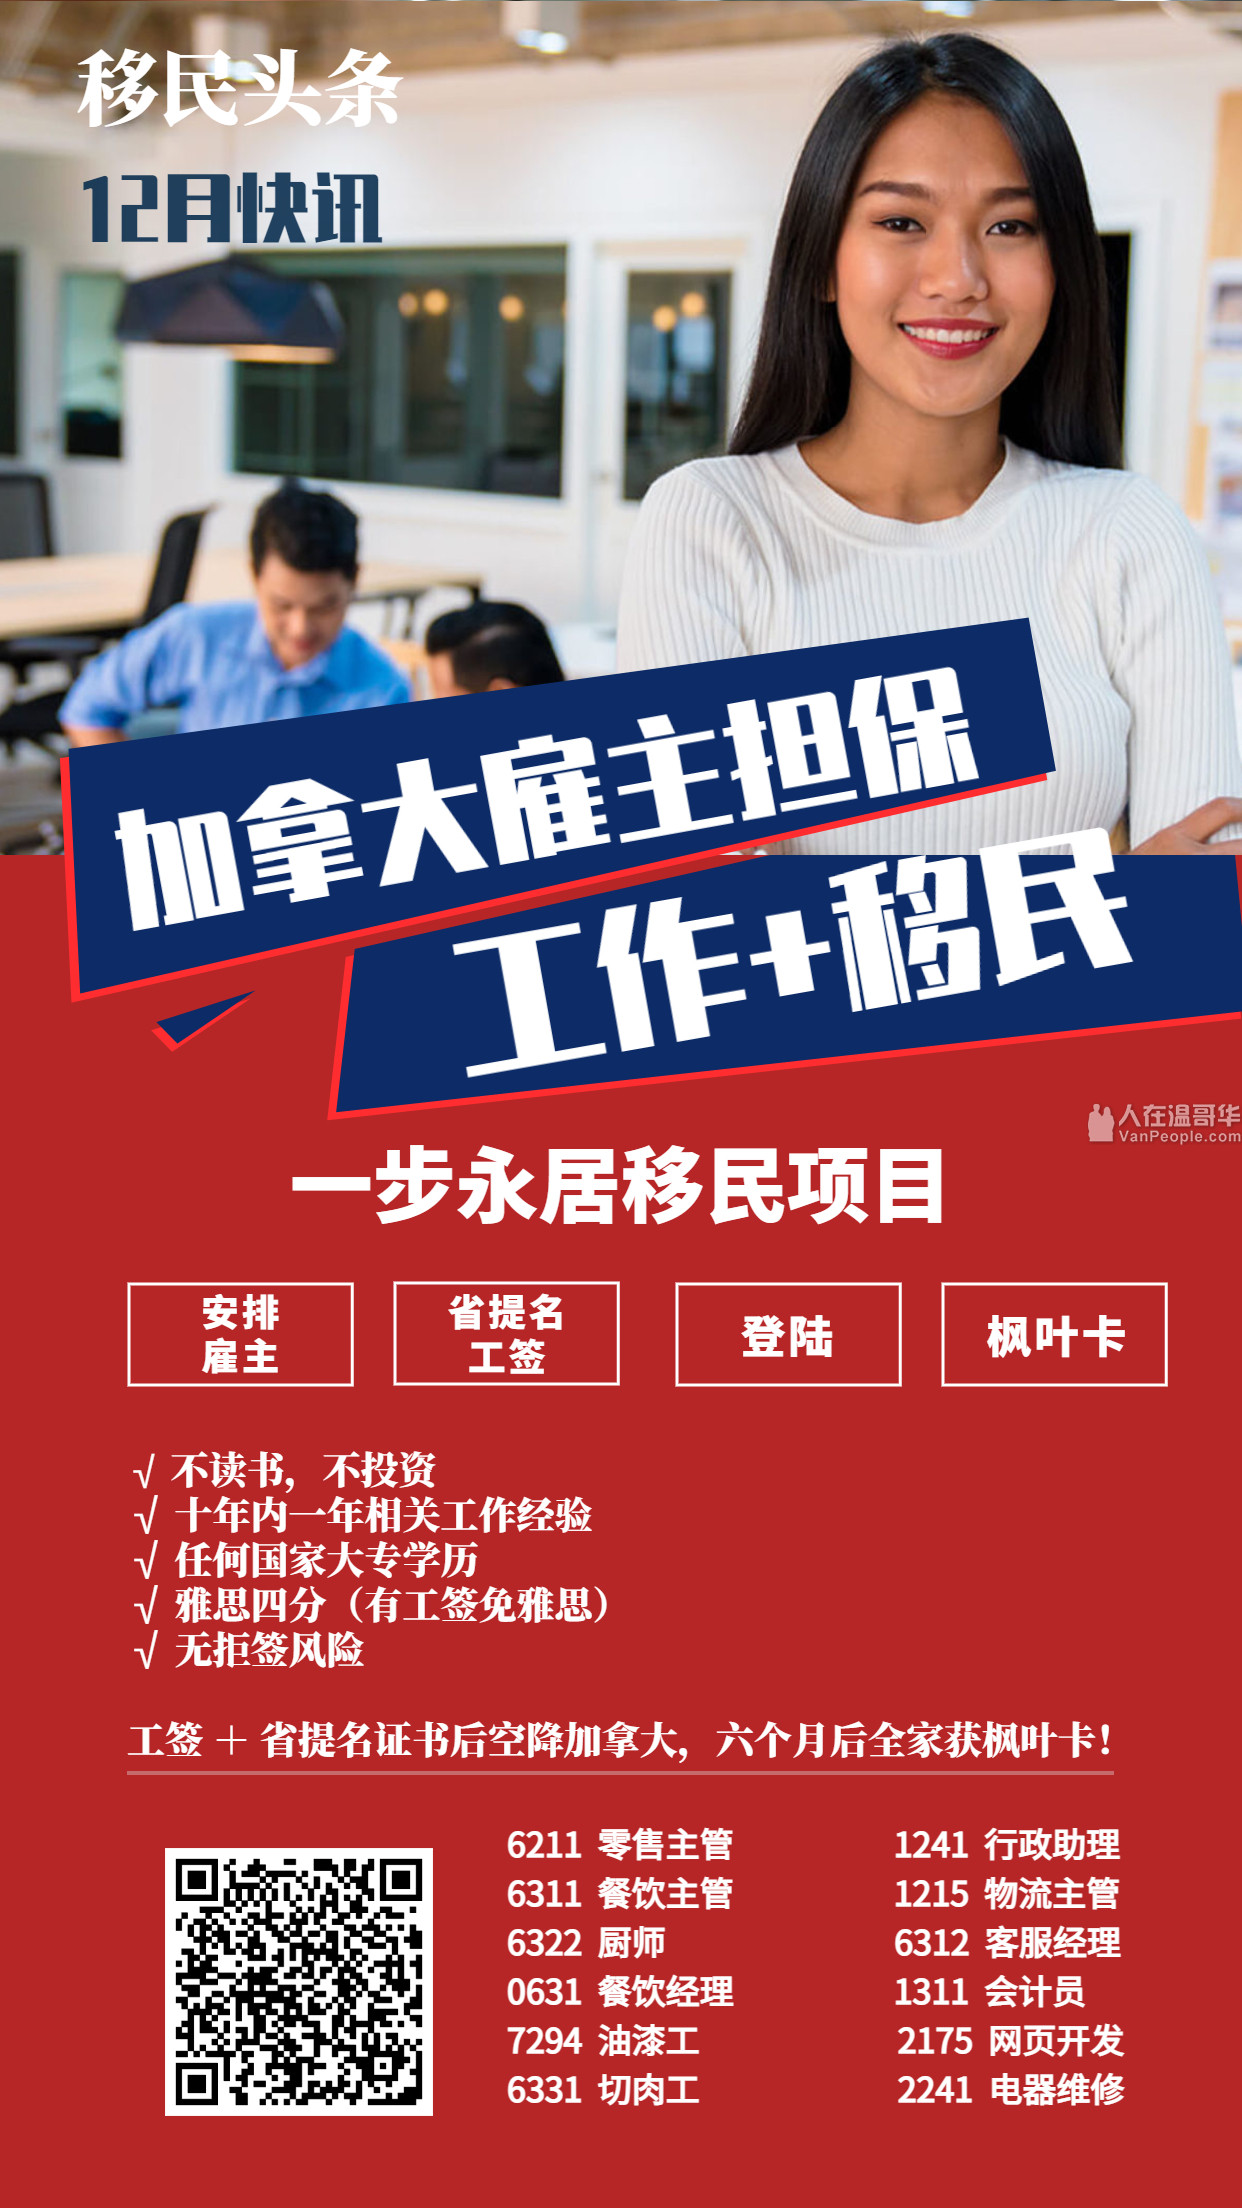 移民头条
12月快讯
加拿大雇主担保
工作+移民
人在温哥华
VanPeople.com
一步永居移民项目
安排
雇主
省提名
工签
登陆
枫叶卡
√ 不读书，不投资
√ 十年内一年相关工作经验
√ 任何国家大专学历
√ 雅思四分（有工签免雅思）
√ 无拒签风险
工签 + 省提名证书后空降加拿大，六个月后全家获枫叶卡！
6211 零售主管
6311 餐饮主管
6322 厨师
0631 餐饮经理
7294 油漆工
6331 切肉工
1241 行政助理
1215 物流主管
6312 客服经理
1311 会计员
2175 网页开发
2241 电器维修